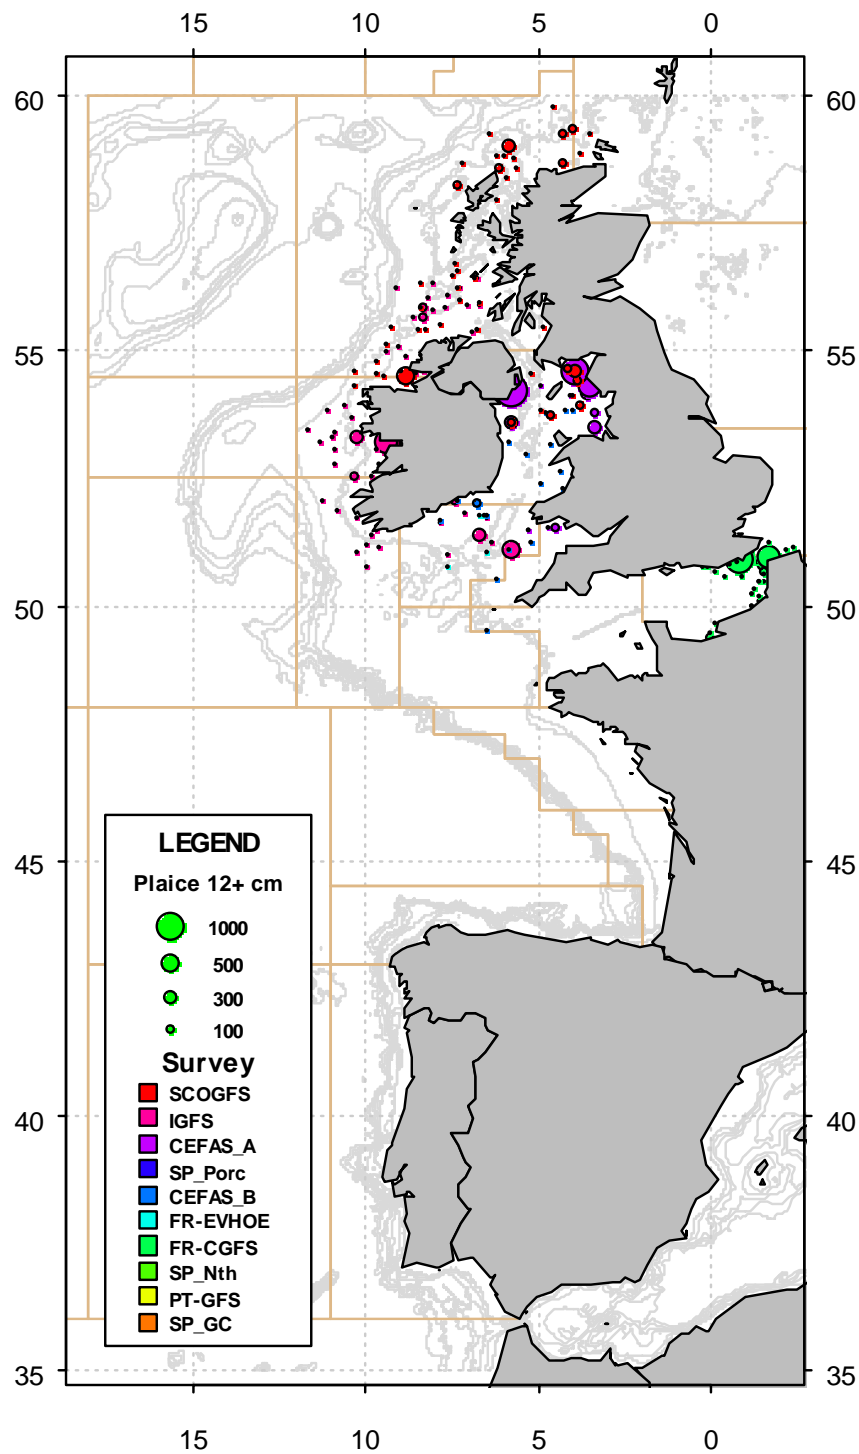 15 10 5 0
60 60
55 55
50 50
45 45
LEGEND
Plaice 12+ cm
1000
500
300
100
Survey
SCOGFS
IGFS
CEFAS_A
SP_Porc
CEFAS_B
FR-EVHOE
FR-CGFS
SP_Nth
PT-GFS
SP_GC
40 40
35 35
15 10 5 0